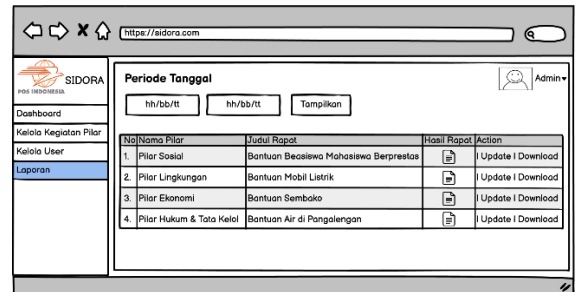 https://sidora.com
POS INDONESIA
SIDORA
Periode Tanggal
Admin
hh/bb/tt
hh/bb/tt
Tampilkan
Dashboard
Kelola Kegiatan Pilar
Kelola User
Laporan
No Nama Pilar Judul Rapat Hasil Rapat Action
1. Pilar Sosial Bantuan Beasiswa Mahasiswa Berprestas I Update I Download
2. Pilar Lingkungan Bantuan Mobil Listrik I Update I Download
3. Pilar Ekonomi Bantuan Sembako I Update I Download
4. Pilar Hukum & Tata Kelol Bantuan Air di Pangalengan I Update I Download